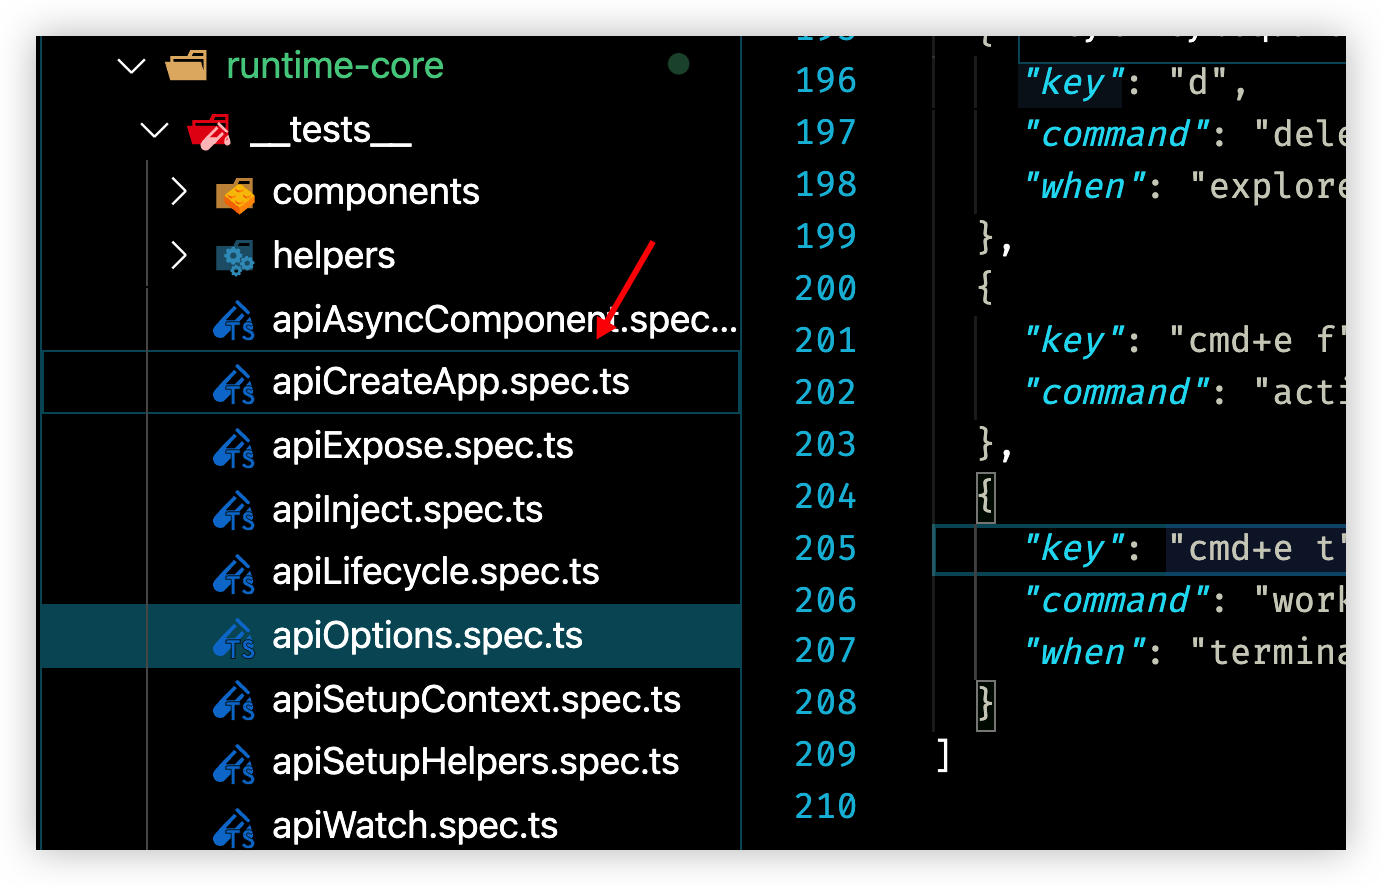 runtime-core
__tests__
components
helpers
apiAsyncComponent.spec...
apiCreateApp.spec.ts
apiExpose.spec.ts
apiInject.spec.ts
apiLifecycle.spec.ts
apiOptions.spec.ts
apiSetupContext.spec.ts
apiSetupHelpers.spec.ts
apiWatch.spec.ts
195 {
196 "key": "d",
197 "command": "dele
198 "when": "explore
199 },
200 {
201 "key": "cmd+e f"
202 "command": "acti
203 },
204 {
205 "key": "cmd+e t"
206 "command": "work
207 "when": "termina
208 }
209 ]
210